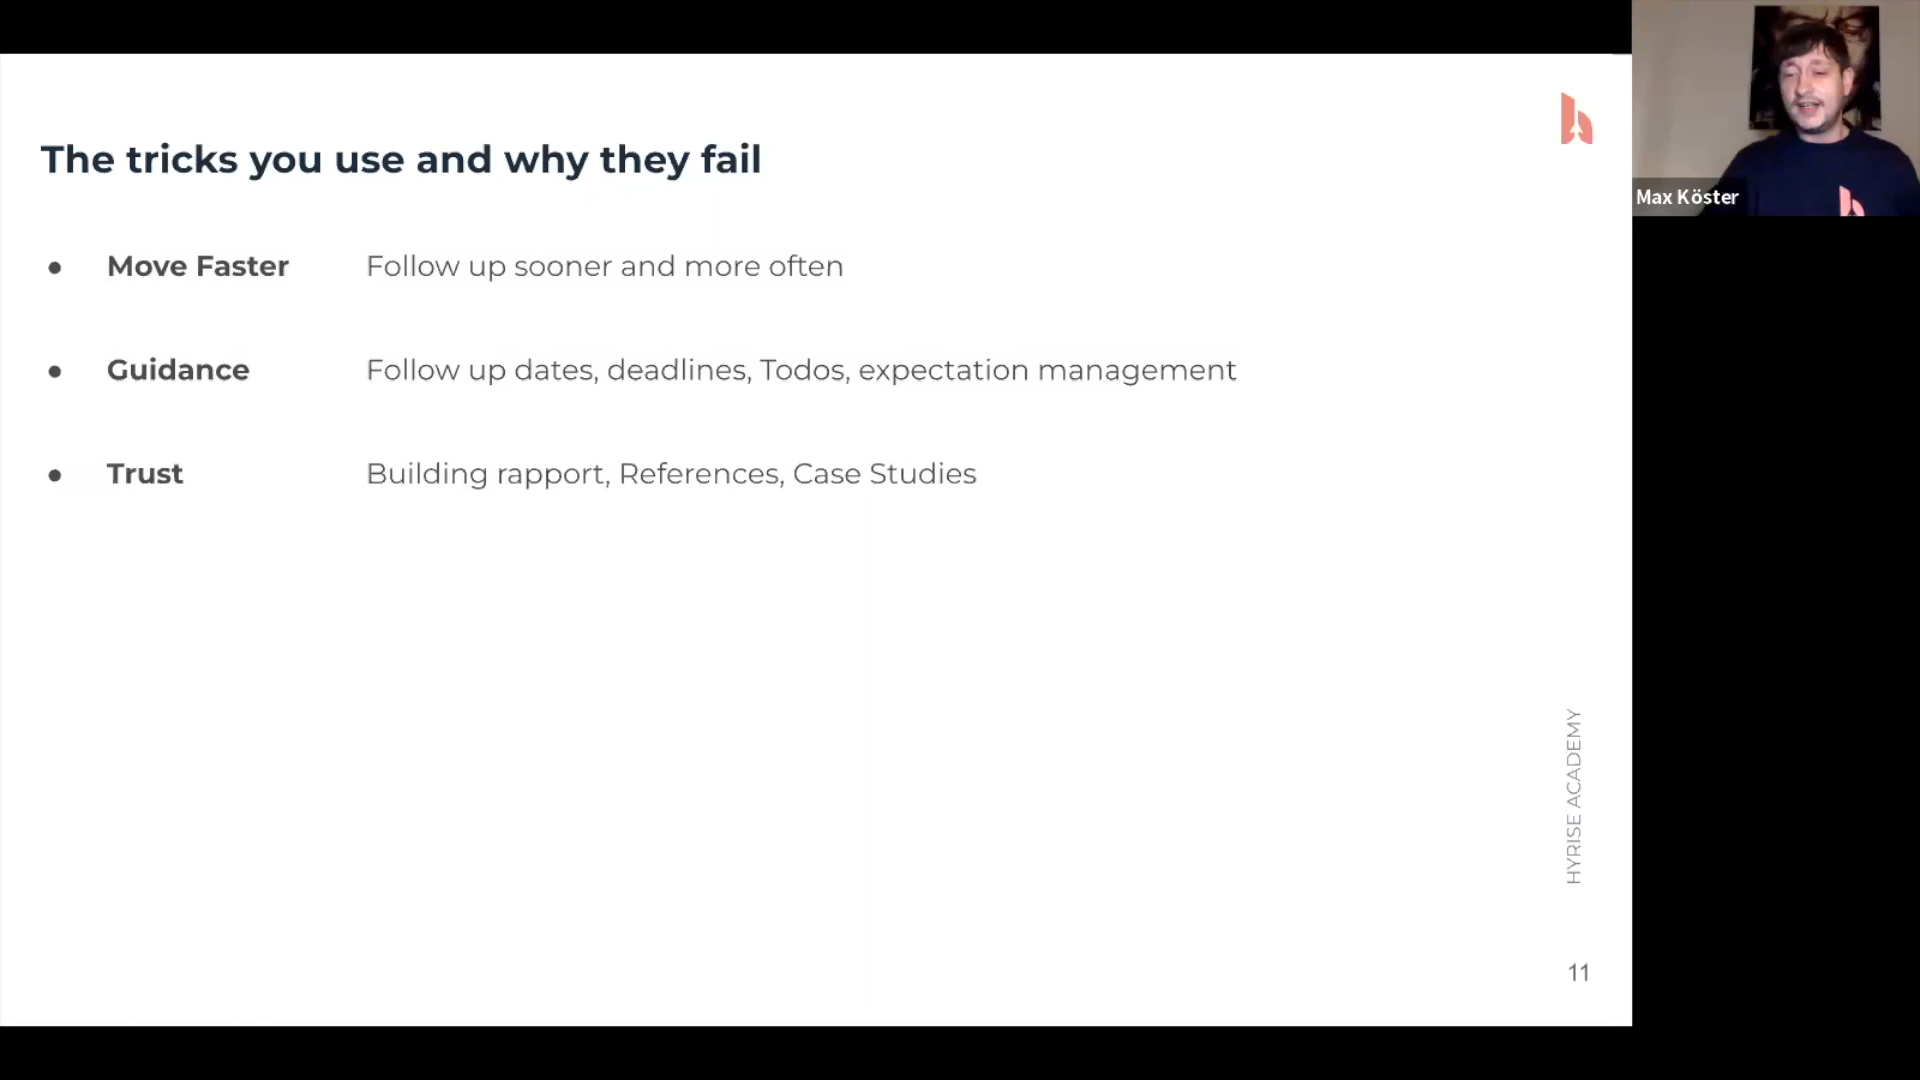 The tricks you use and why they fail
● Move Faster Follow up sooner and more often
● Guidance Follow up dates, deadlines, Todos, expectation management
● Trust Building rapport, References, Case Studies
HYRISE ACADEMY
11
Max Köster